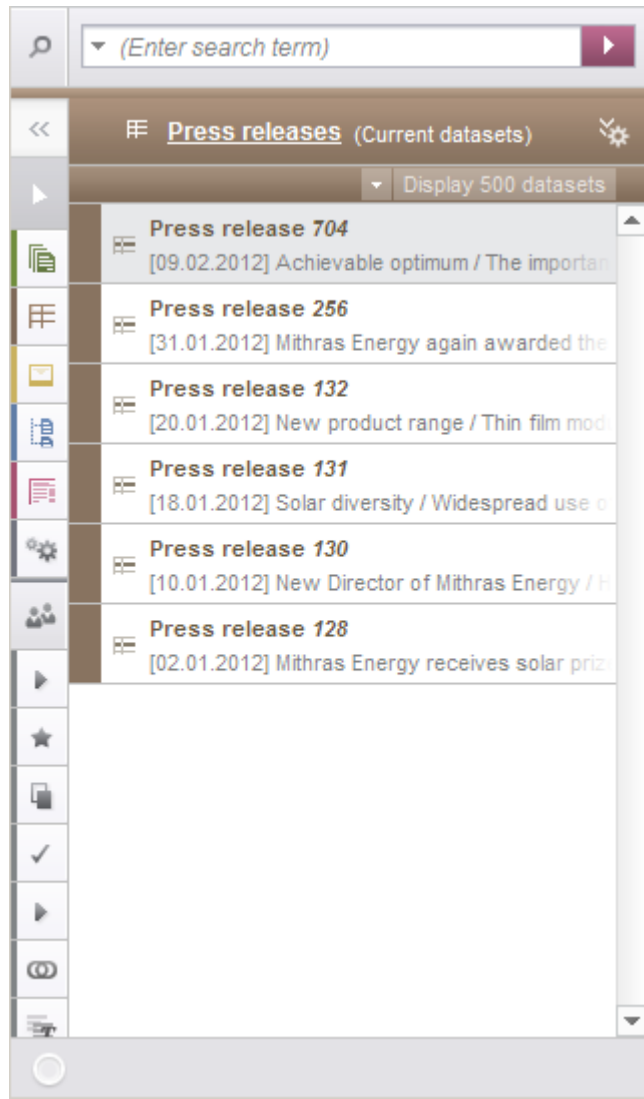 (Enter search term)
Press releases (Current datasets)
Display 500 datasets
Press release 704
[09.02.2012] Achievable optimum / The importan
Press release 256
[31.01.2012] Mithras Energy again awarded the
Press release 132
[20.01.2012] New product range / Thin film mod
Press release 131
[18.01.2012] Solar diversity / Widespread use o
Press release 130
[10.01.2012] New Director of Mithras Energy / H
Press release 128
[02.01.2012] Mithras Energy receives solar prize